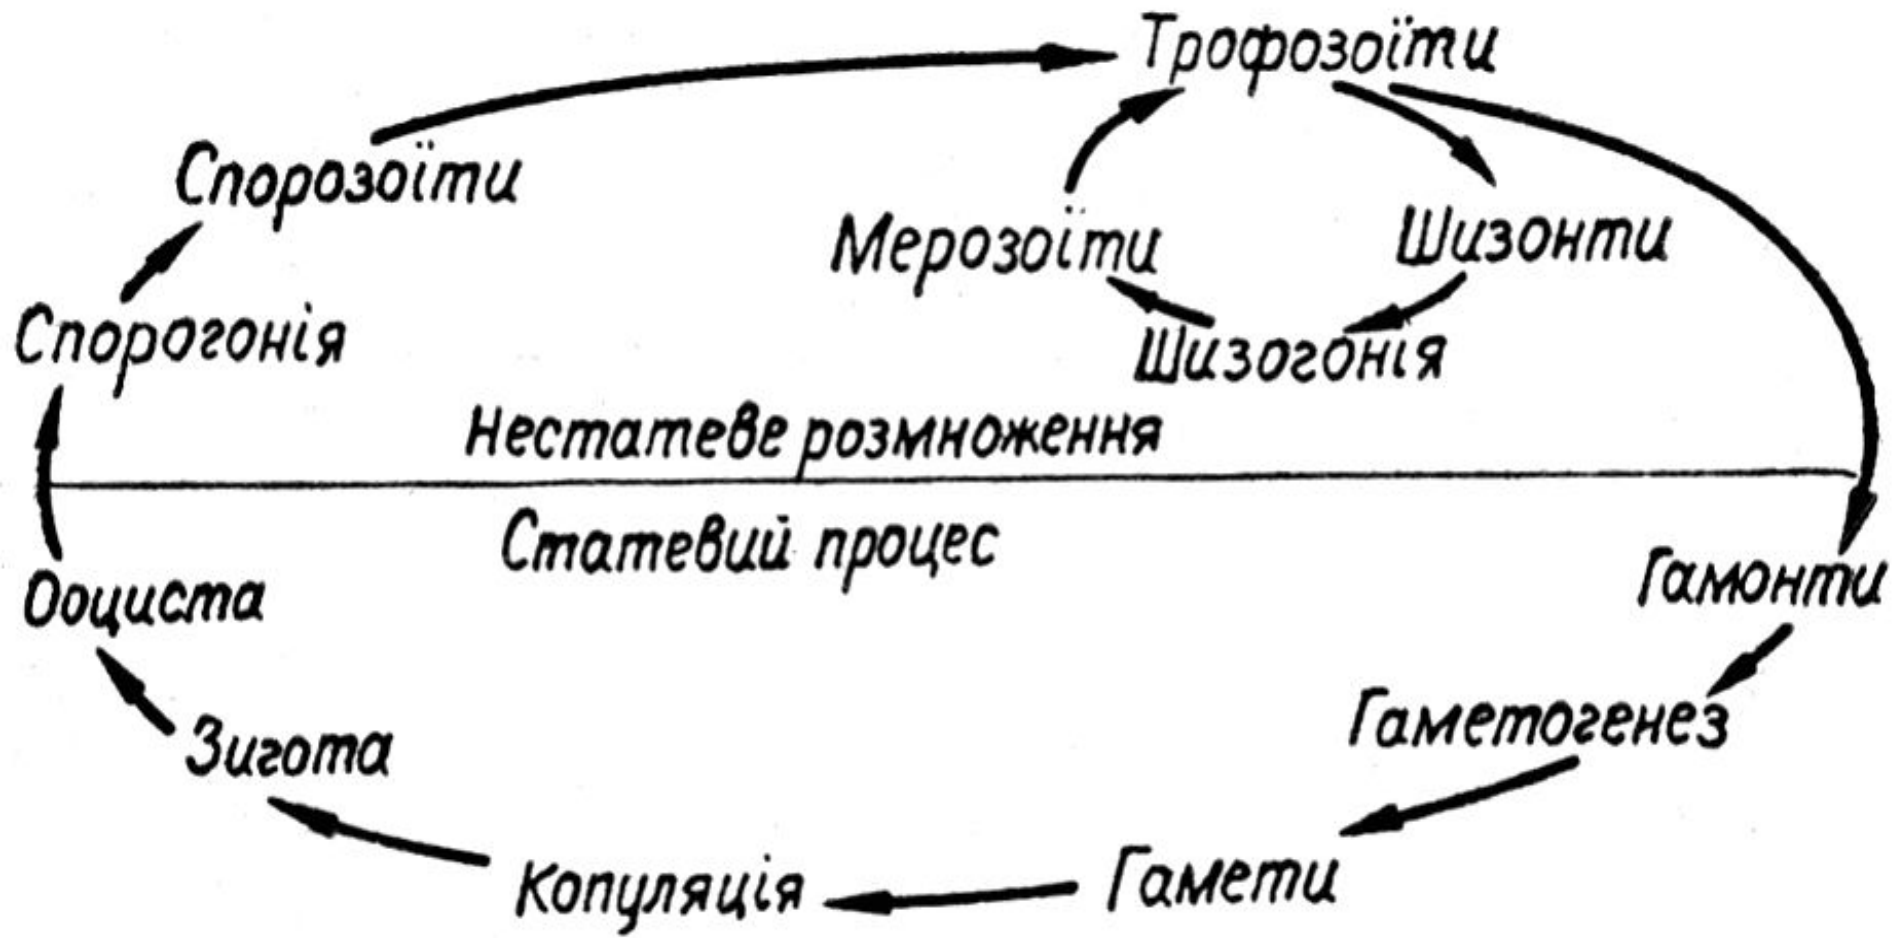 Трофозоїти
Спорозоїти
Мерозоїти
Шизонти
Спорогонія
Шизогонія
Нестатеве розмноження
Статевий процес
Ооциста
Гамонти
Зигота
Гаметогенез
Копуляція
Гамети